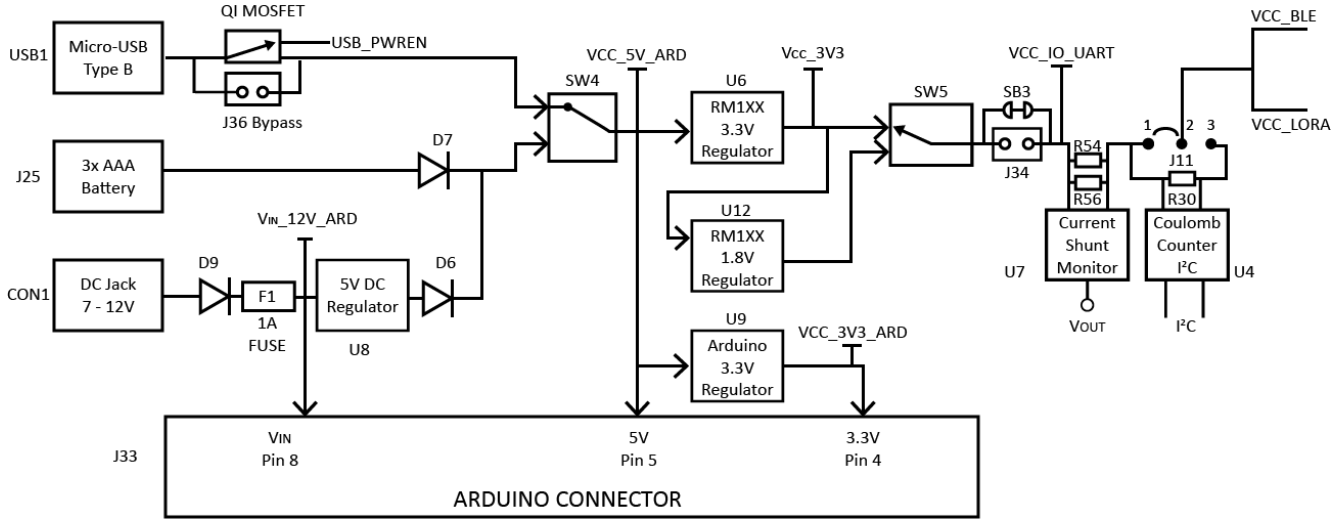 QI MOSFET
USB1
Micro-USB
Type B
USB_PWREN
J36 Bypass
J25
3x AAA
Battery
D7
CON1
DC Jack
7 - 12V
D9
F1
1A
FUSE
VIN_12V_ARD
5V DC
Regulator
U8
D6
SW4
VCC_5V_ARD
U6
RM1XX
3.3V
Regulator
Vcc_3V3
U12
RM1XX
1.8V
Regulator
U9
Arduino
3.3V
Regulator
VCC_3V3_ARD
SW5
SB3
J34
VCC_IO_UART
R54
R56
Current
Shunt
Monitor
U7
VOUT
1 2 3
J11
R30
Coulomb
Counter
I²C
U4
I²C
VCC_BLE
VCC_LORA
J33
VIN
Pin 8
5V
Pin 5
3.3V
Pin 4
ARDUINO CONNECTOR